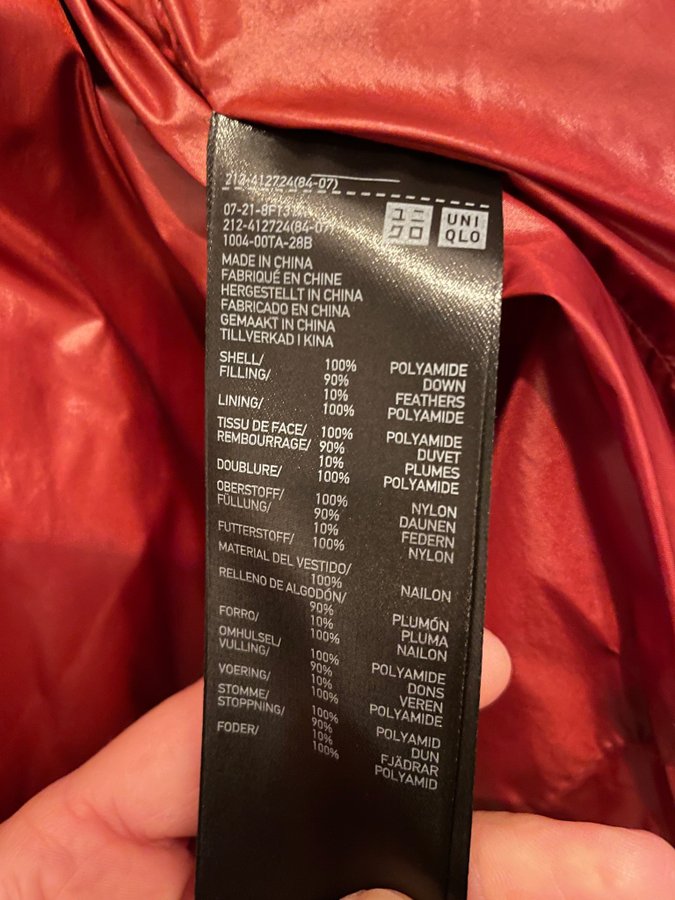 212-412724(84-07)
07-21-8F13
212-412724(84-07)
1004-00TA-28B
ユニ
クロ
UNI
QLO
MADE IN CHINA
FABRIQUÉ EN CHINE
HERGESTELLT IN CHINA
FABRICADO EN CHINA
GEMAAKT IN CHINA
TILLVERKAD I KINA
SHELL/ 100% POLYAMIDE
FILLING/ 90% DOWN
10% FEATHERS
LINING/ 100% POLYAMIDE
TISSU DE FACE/ 100% POLYAMIDE
REMBOURRAGE/ 90% DUVET
10% PLUMES
DOUBLURE/ 100% POLYAMIDE
OBERSTOFF/ 100% NYLON
FÜLLUNG/ 90% DAUNEN
10% FEDERN
FUTTERSTOFF/ 100% NYLON
MATERIAL DEL VESTIDO/
100% NAILON
RELLENO DE ALGODÓN/
90% PLUMÓN
10% PLUMA
FORRO/ 100% NAILON
OMHULSEL/ 100% POLYAMIDE
VULLING/ 90% DONS
10% VEREN
VOERING/ 100% POLYAMIDE
STOMME/ 100% POLYAMID
STOPPNING/ 90% DUN
10% FJÄDRAR
FODER/ 100% POLYAMID